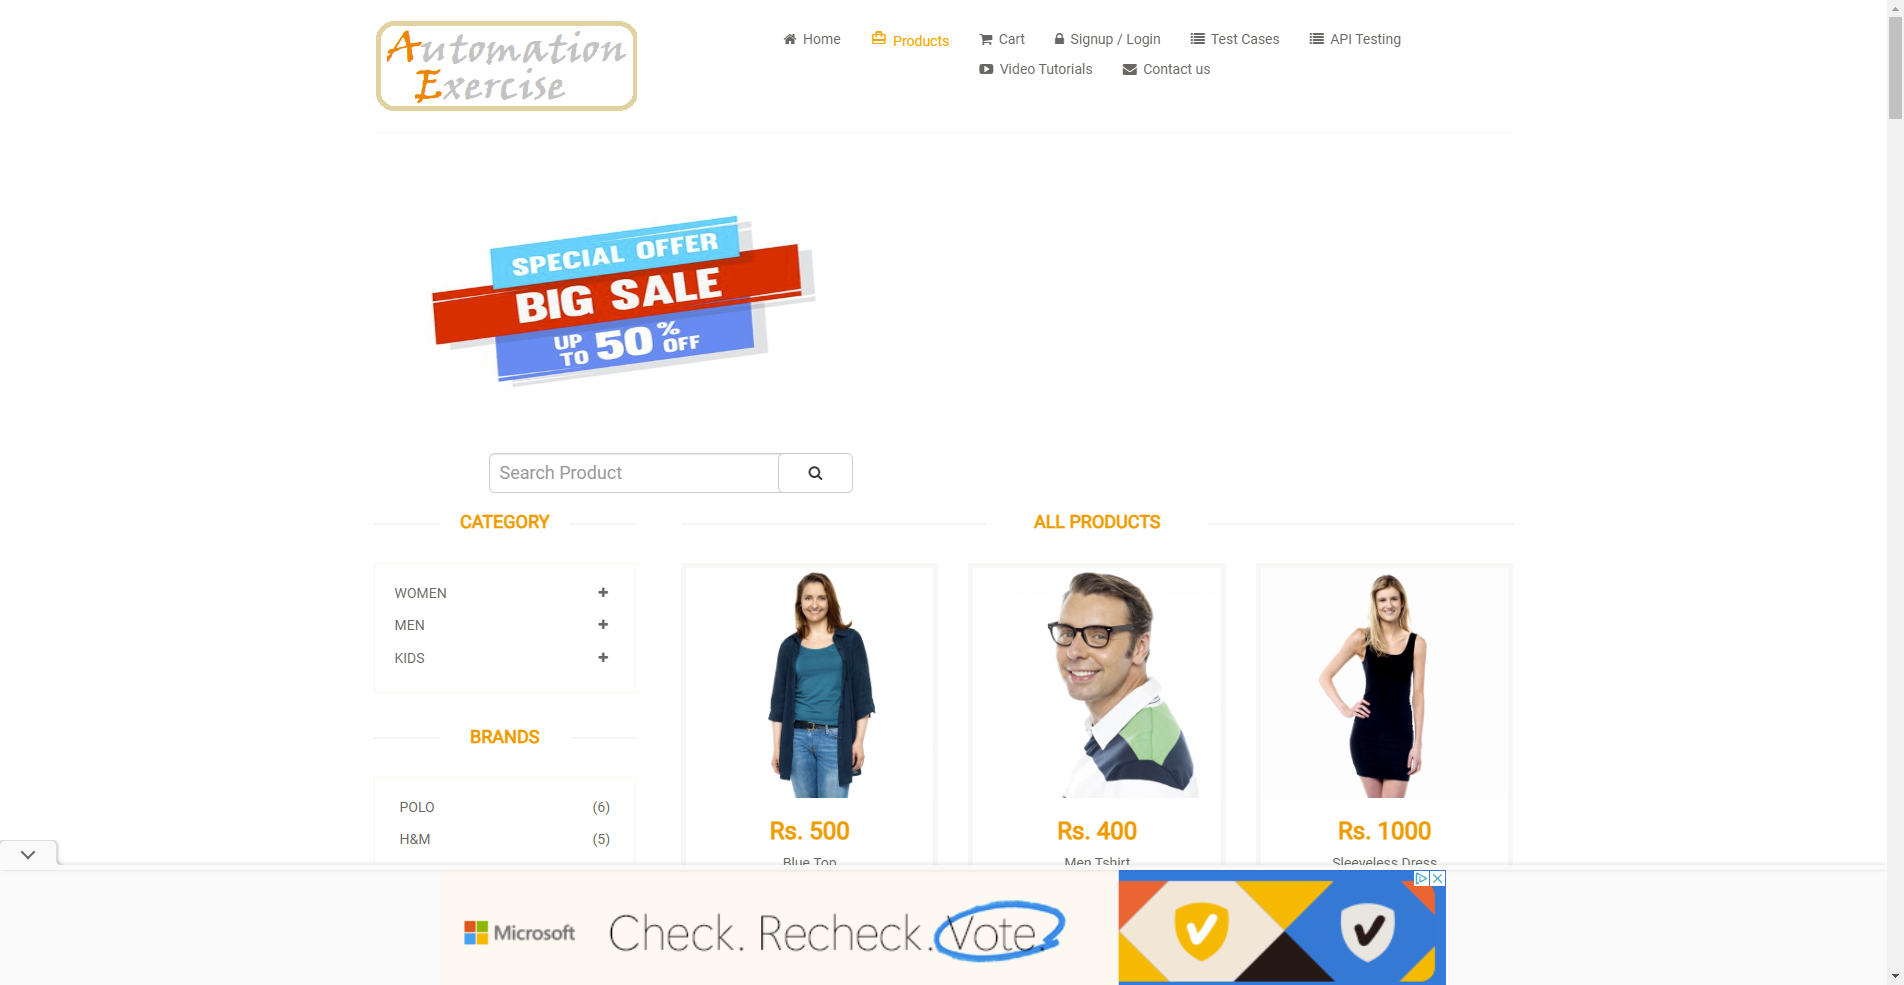 Automation
Exercise
Home
Products
Cart
Signup / Login
Test Cases
API Testing
Video Tutorials
Contact us
SPECIAL OFFER
BIG SALE
UP TO 50% OFF
Search Product
CATEGORY
WOMEN
MEN
KIDS
BRANDS
POLO (6)
H&M (5)
ALL PRODUCTS
Rs. 500
Blue Top
Rs. 400
Men Tshirt
Rs. 1000
Sleeveless Dress
Microsoft
Check. Recheck. Vote.